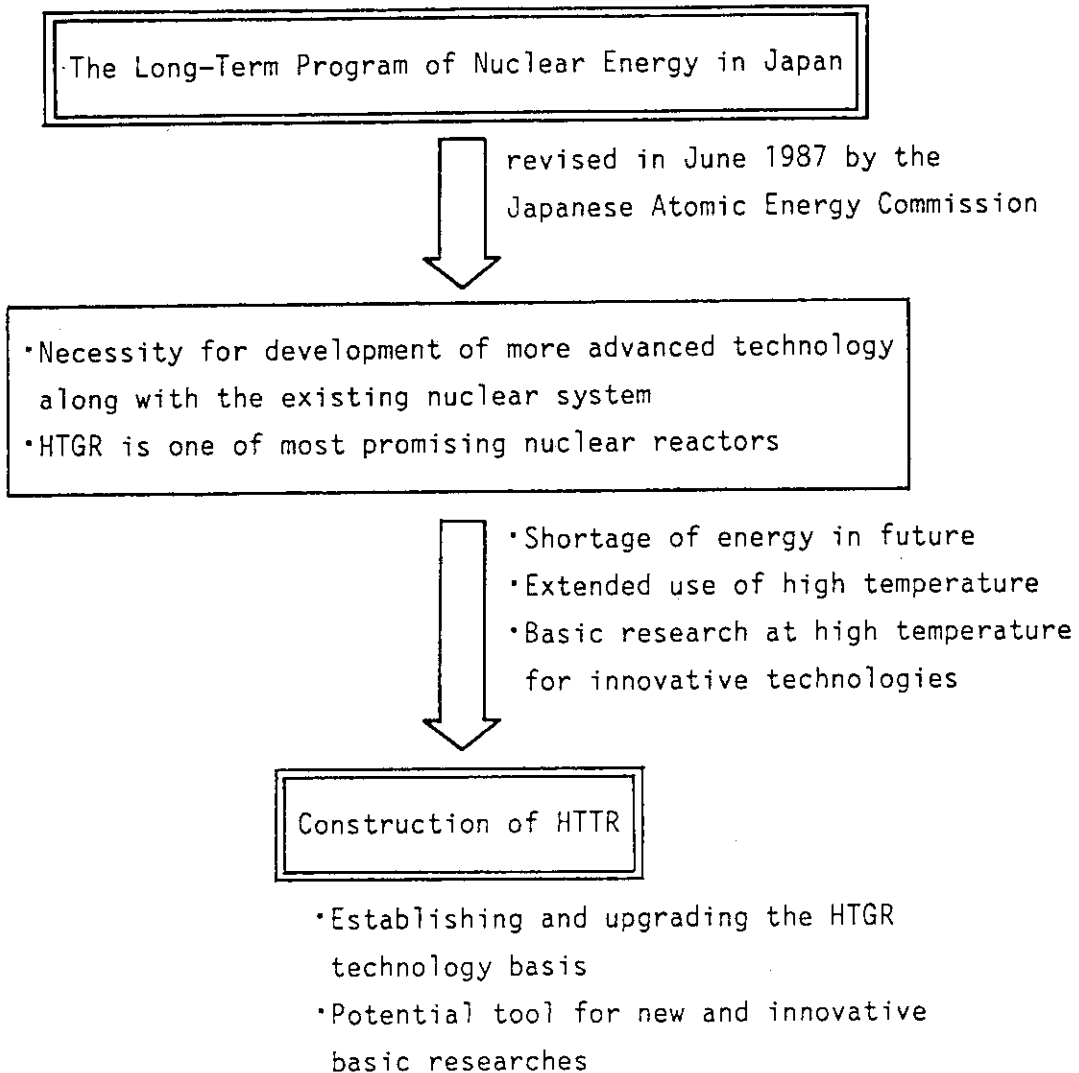 The Long-Term Program of Nuclear Energy in Japan
revised in June 1987 by the
Japanese Atomic Energy Commission
·Necessity for development of more advanced technology
along with the existing nuclear system
·HTGR is one of most promising nuclear reactors
·Shortage of energy in future
·Extended use of high temperature
·Basic research at high temperature
for innovative technologies
Construction of HTTR
·Establishing and upgrading the HTGR
technology basis
·Potential tool for new and innovative
basic researches